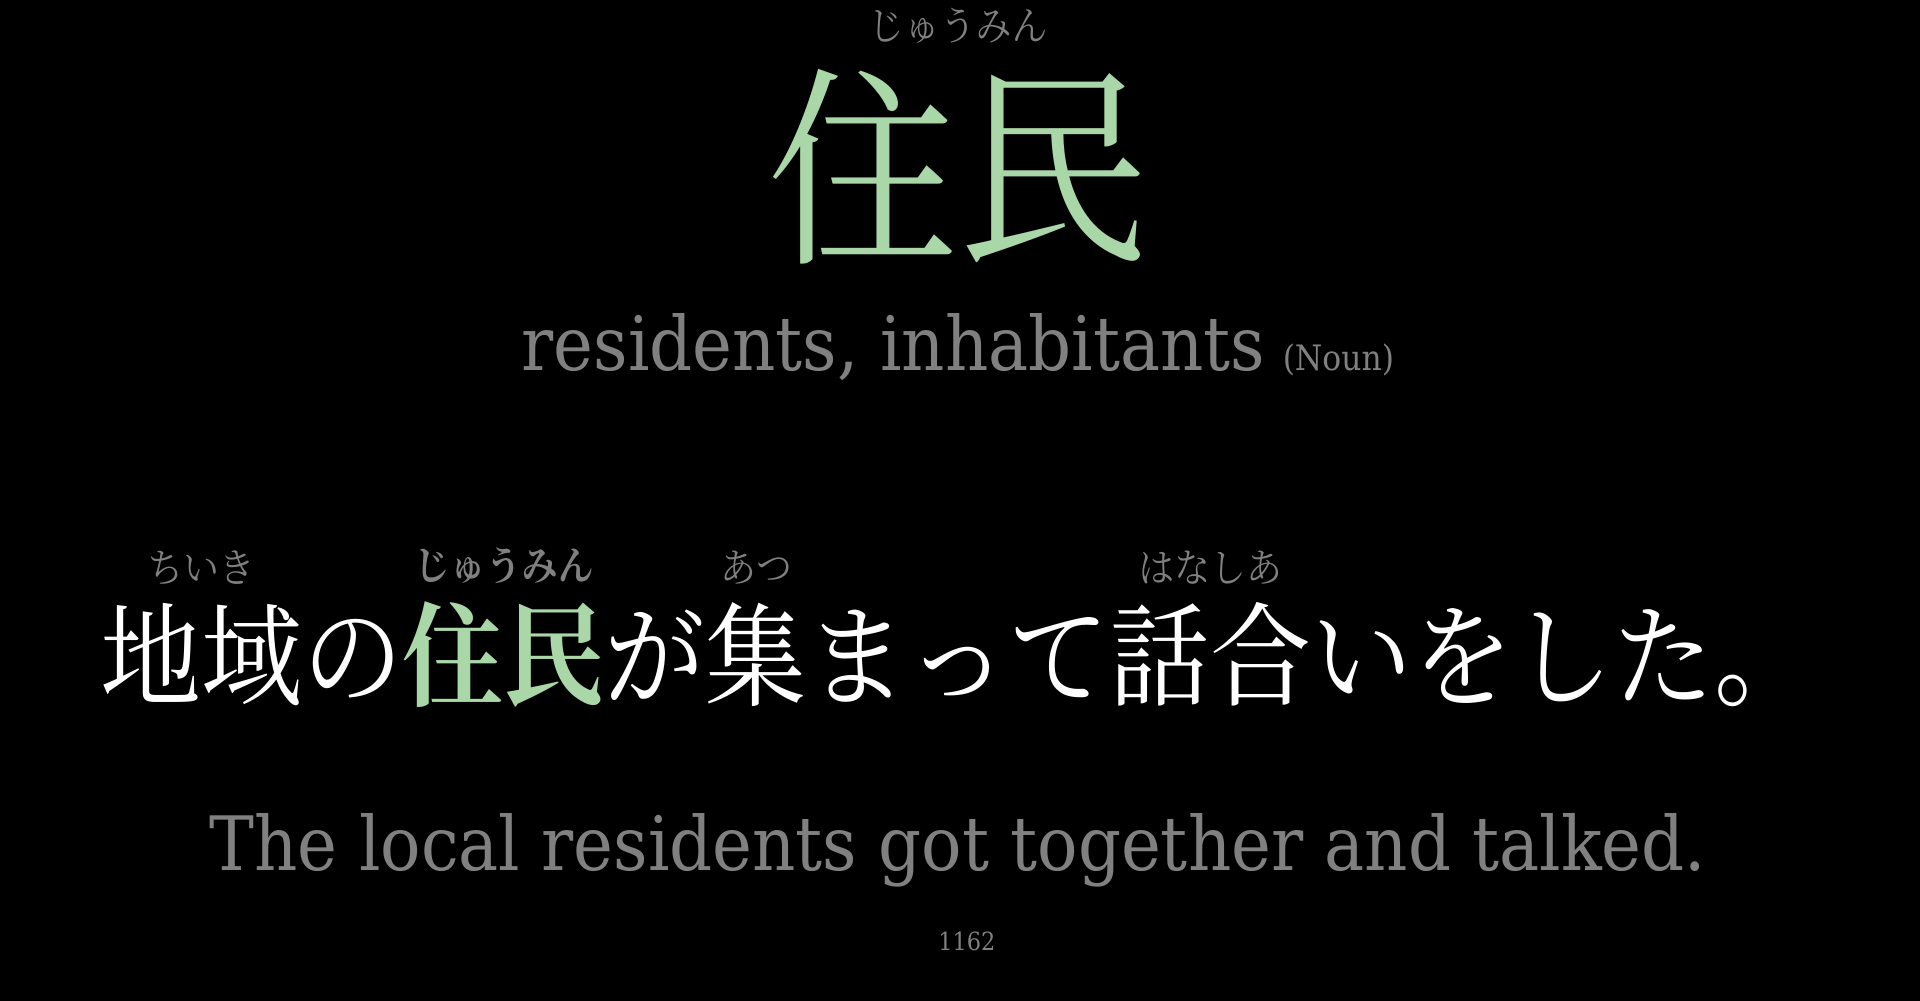 じゅうみん
住民
residents, inhabitants (Noun)
ちいき じゅうみん あつ はなしあ
地域の住民が集まって話合いをした。
The local residents got together and talked.
1162